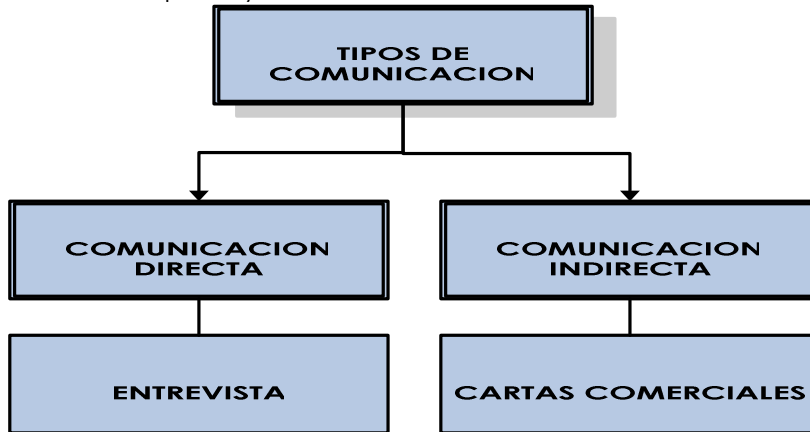 TIPOS DE
COMUNICACION
COMUNICACION
DIRECTA
COMUNICACION
INDIRECTA
ENTREVISTA
CARTAS COMERCIALES